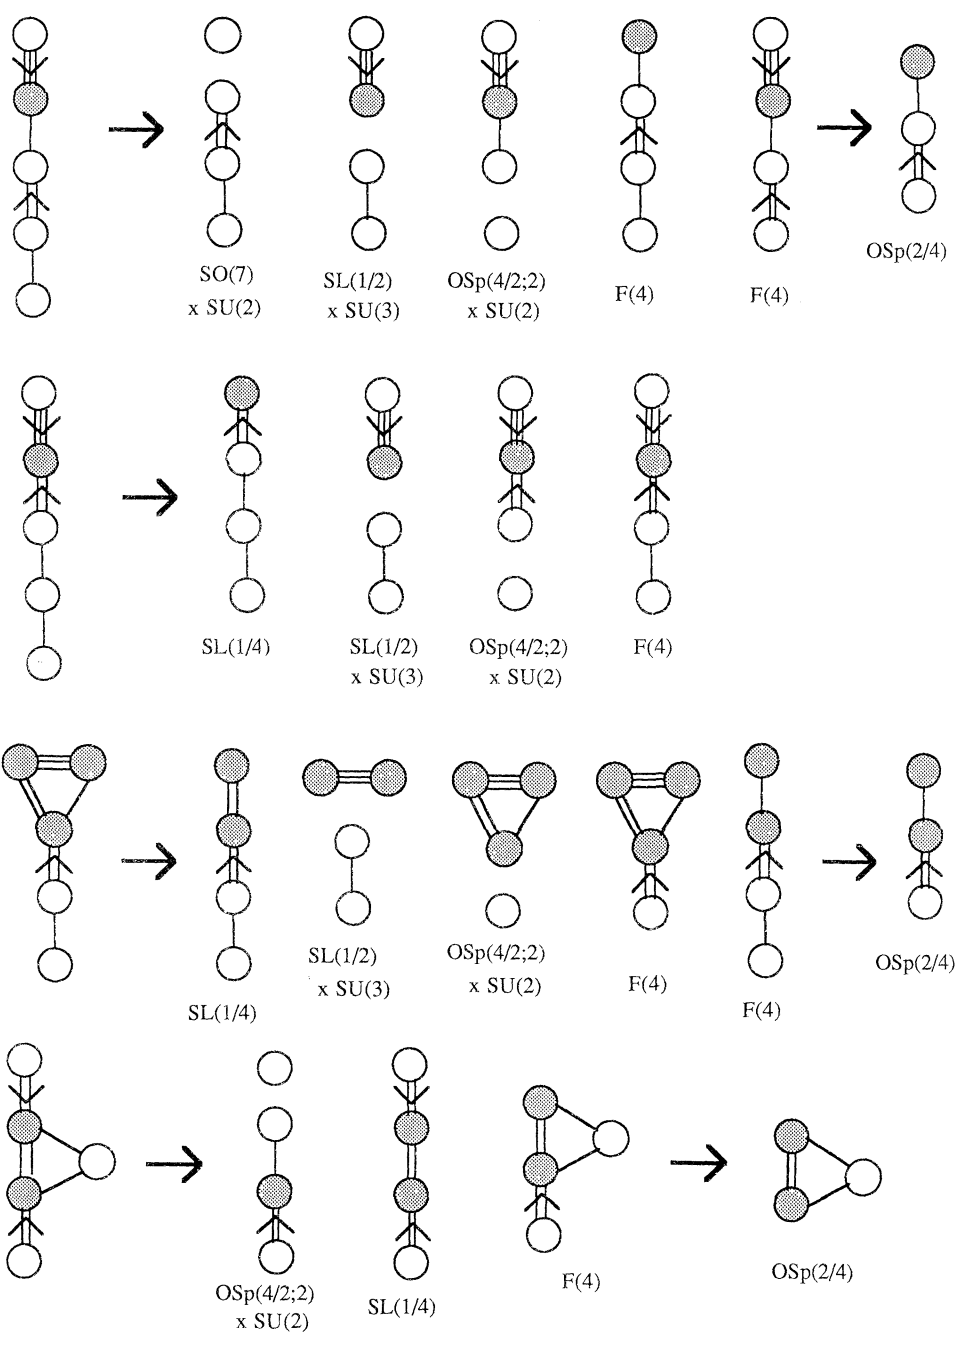 SO(7)
x SU(2)
SL(1/2)
x SU(3)
OSp(4/2;2)
x SU(2)
F(4)
F(4)
OSp(2/4)
SL(1/4)
SL(1/2)
x SU(3)
OSp(4/2;2)
x SU(2)
F(4)
SL(1/4)
SL(1/2)
x SU(3)
OSp(4/2;2)
x SU(2)
F(4)
F(4)
OSp(2/4)
OSp(4/2;2)
x SU(2)
SL(1/4)
F(4)
OSp(2/4)